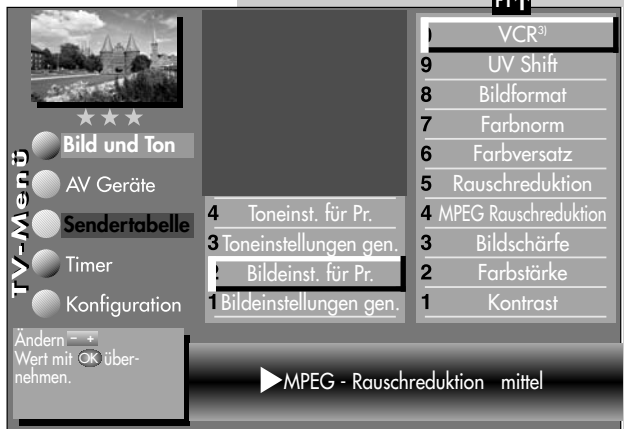 TV-Menü
Bild und Ton
AV Geräte
Sendertabelle
Timer
Konfiguration
4 Toneinst. für Pr.
3 Toneinstellungen gen.
2 Bildeinst. für Pr.
1 Bildeinstellungen gen.
VCR3)
9 UV Shift
8 Bildformat
7 Farbnorm
6 Farbversatz
5 Rauschreduktion
4 MPEG Rauschreduktion
3 Bildschärfe
2 Farbstärke
1 Kontrast
Ändern - +
Wert mit OK über-
nehmen.
MPEG - Rauschreduktion mittel